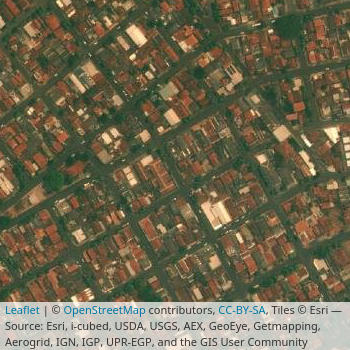 Leaflet | © OpenStreetMap contributors, CC-BY-SA, Tiles © Esri —
Source: Esri, i-cubed, USDA, USGS, AEX, GeoEye, Getmapping,
Aerogrid, IGN, IGP, UPR-EGP, and the GIS User Community